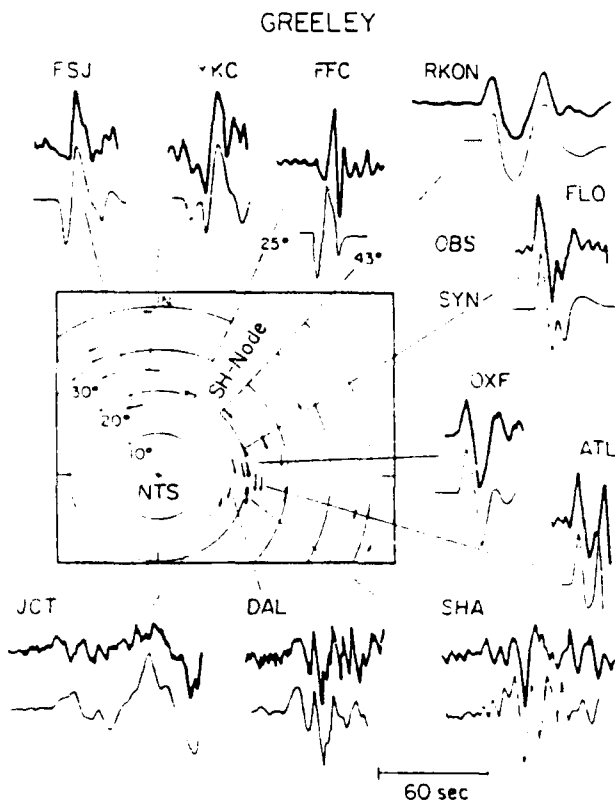 GREELEY
FSJ
YKC
FFC
RKON
FLO
25°
43°
OBS
SYN
N
SH-Node
30°
20°
10°
NTS
OXF
ATL
JCT
DAL
SHA
60 sec